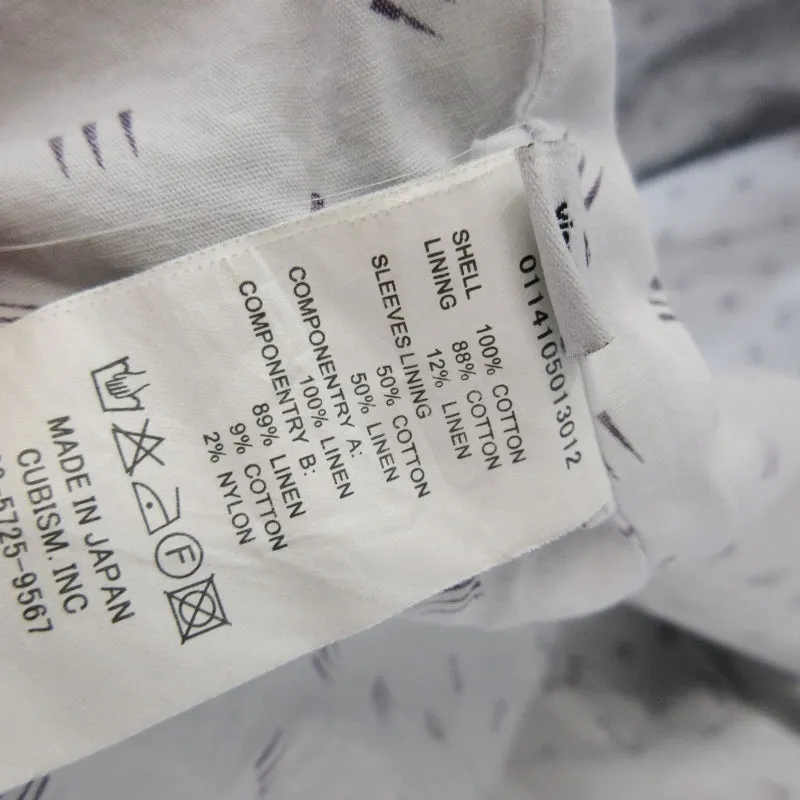 0114105013012
SHELL 100% COTTON
LINING 88% COTTON
12% LINEN
SLEEVES LINING
50% COTTON
50% LINEN
COMPONENTRY A:
100% LINEN
COMPONENTRY B:
89% LINEN
9% COTTON
2% NYLON
F
MADE IN JAPAN
CUBISM. INC
5725-9567